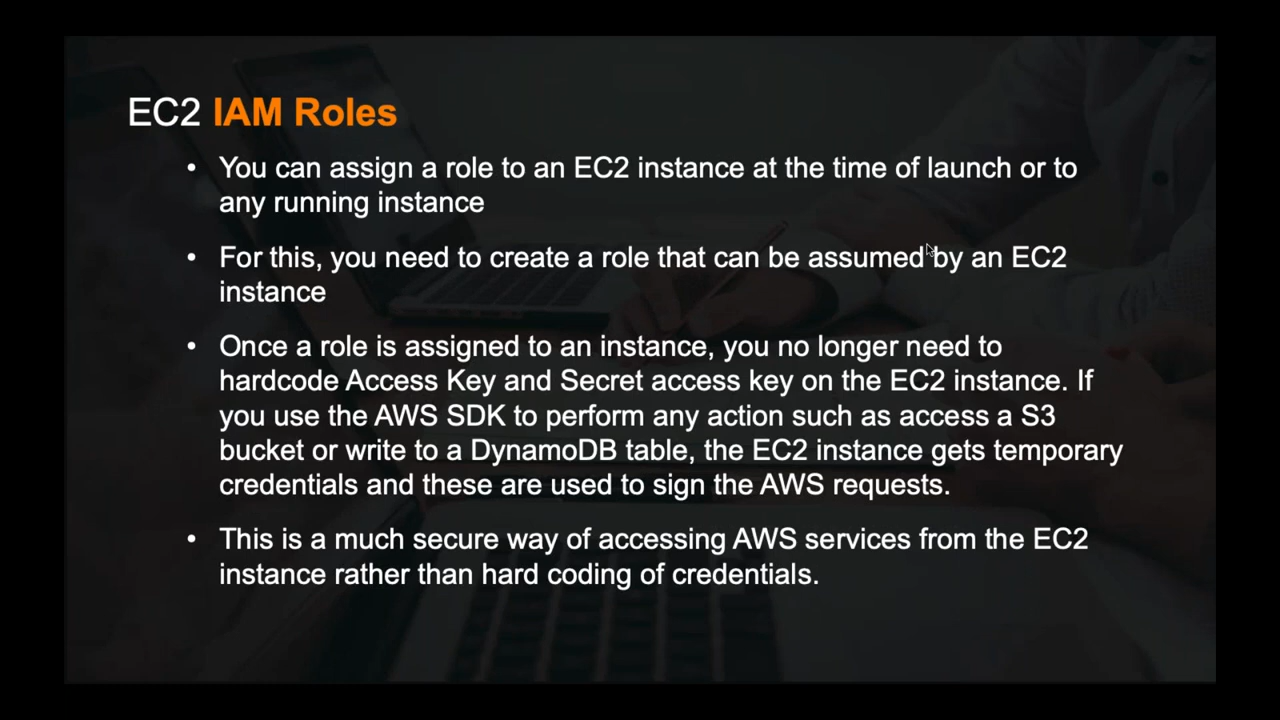 EC2 IAM Roles
• You can assign a role to an EC2 instance at the time of launch or to
any running instance
• For this, you need to create a role that can be assumed by an EC2
instance
• Once a role is assigned to an instance, you no longer need to
hardcode Access Key and Secret access key on the EC2 instance. If
you use the AWS SDK to perform any action such as access a S3
bucket or write to a DynamoDB table, the EC2 instance gets temporary
credentials and these are used to sign the AWS requests.
• This is a much secure way of accessing AWS services from the EC2
instance rather than hard coding of credentials.